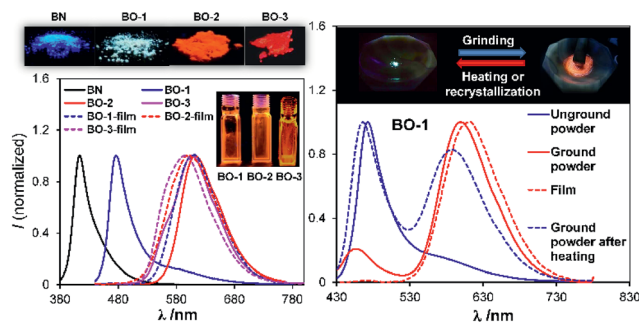 BN BO-1 BO-2 BO-3
1.6
1.2
0.8
0.4
0.0
I (normalized)
BN BO-1
BO-2 BO-3
BO-1-film BO-2-film
BO-3-film
BO-1 BO-2 BO-3
380 480 580 680 780
λ /nm
Grinding
Heating or
recrystallization
1.6
1.2
0.8
0.4
0
BO-1
Unground
powder
Ground
powder
Film
Ground
powder after
heating
430 530 630 730 830
λ /nm